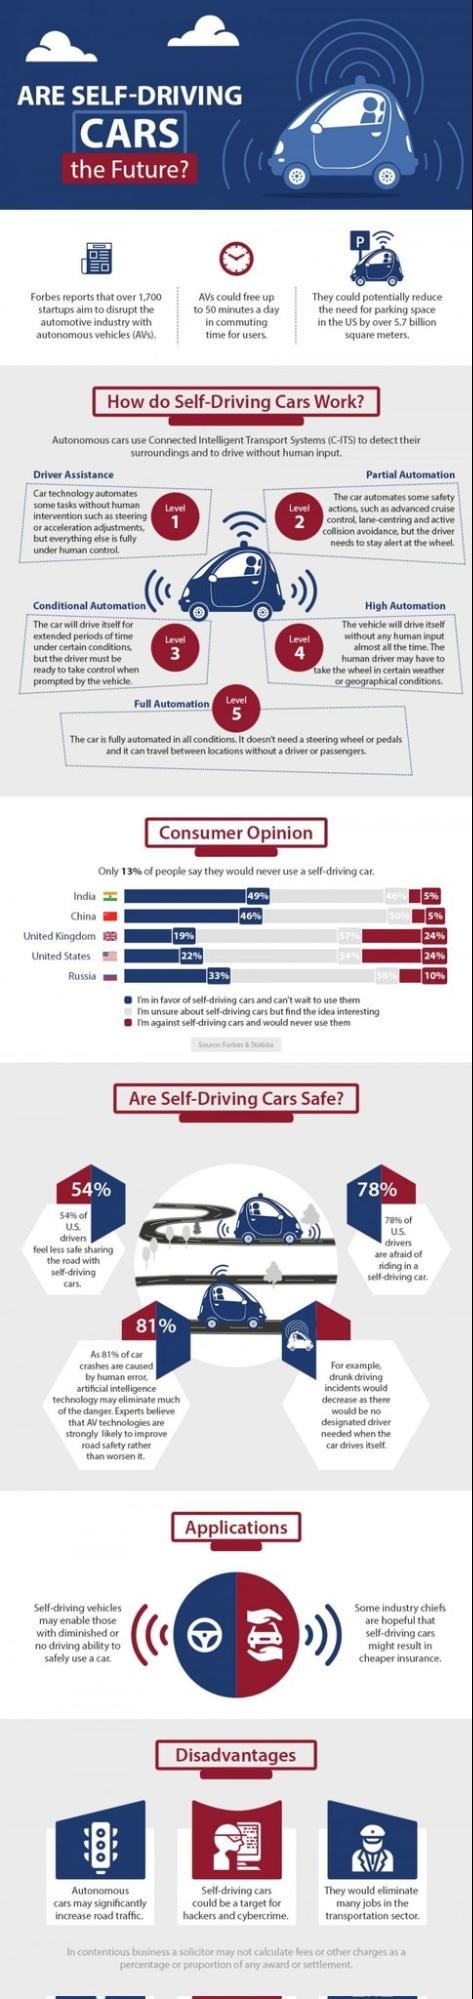 ARE SELF-DRIVING
CARS
the Future?
Forbes reports that over 1,700
startups aim to disrupt the
automotive industry with
autonomous vehicles (AVs).
AVs could free up
to 50 minutes a day
in commuting
time for users.
P
They could potentially reduce
the need for parking space
in the US by over 5.7 billion
square meters.
How do Self-Driving Cars Work?
Autonomous cars use Connected Intelligent Transport Systems (C-ITS) to detect their
surroundings and to drive without human input.
Driver Assistance
Car technology automates
some tasks without human
intervention such as steering
or acceleration adjustments,
but everything else is fully
under human control.
Level
1
Partial Automation
Level
2
The car automates some safety
actions, such as advanced cruise
control, lane-centring and active
collision avoidance, but the driver
needs to stay alert at the wheel.
Conditional Automation
The car will drive itself for
extended periods of time
under certain conditions,
but the driver must be
ready to take control when
prompted by the vehicle.
Level
3
High Automation
Level
4
The vehicle will drive itself
without any human input
almost all the time. The
human driver may have to
take the wheel in certain weather
or geographical conditions.
Full Automation
Level
5
The car is fully automated in all conditions. It doesn't need a steering wheel or pedals
and it can travel between locations without a driver or passengers.
Consumer Opinion
Only 13% of people say they would never use a self-driving car.
India 49% 46% 5%
China 46% 50% 5%
United Kingdom 19% 57% 24%
United States 22% 54% 24%
Russia 33% 58% 10%
I'm in favor of self-driving cars and can't wait to use them
I'm unsure about self-driving cars but find the idea interesting
I'm against self-driving cars and would never use them
Source: Forbes & Statista
Are Self-Driving Cars Safe?
54%
54% of
U.S.
drivers
feel less safe sharing
the road with
self-driving
cars.
78%
78% of
U.S.
drivers
are afraid of
riding in a
self-driving car.
81%
As 81% of car
crashes are caused
by human error,
artificial intelligence
technology may eliminate much
of the danger. Experts believe
that AV technologies are
strongly likely to improve
road safety rather
than worsen it.
For example,
drunk driving
incidents would
decrease as there
would be no
designated driver
needed when the
car drives itself.
Applications
Self-driving vehicles
may enable those
with diminished or
no driving ability to
safely use a car.
Some industry chiefs
are hopeful that
self-driving cars
might result in
cheaper insurance.
Disadvantages
Autonomous
cars may significantly
increase road traffic.
Self-driving cars
could be a target for
hackers and cybercrime.
They would eliminate
many jobs in the
transportation sector.
In contentious business a solicitor may not calculate fees or other charges as a
percentage or proportion of any award or settlement.